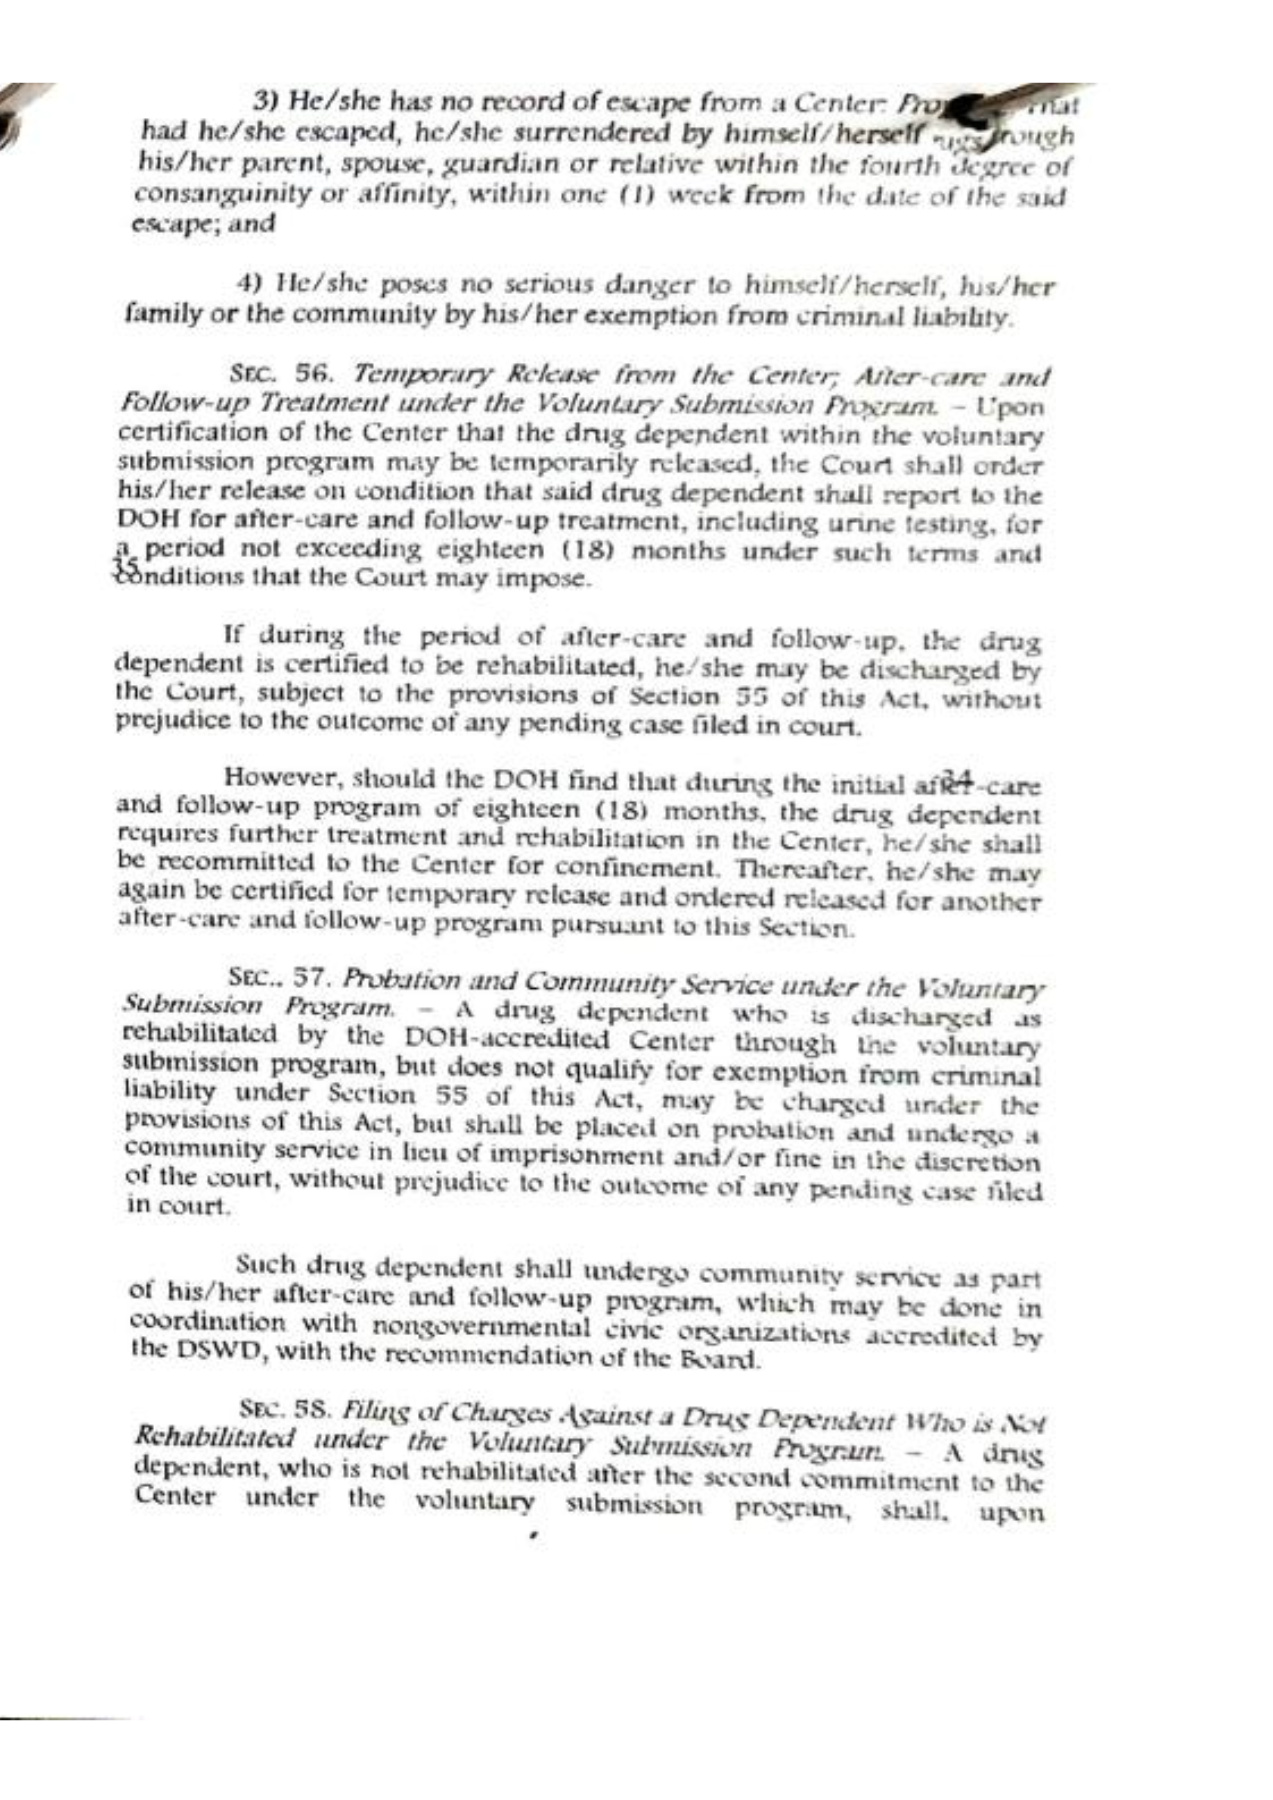 3) He/she has no record of escape from a Center: That
had he/she escaped, he/she surrendered by himself/herself
his/her parent, spouse, guardian or relative within the fourth degree of
consanguinity or affinity, within one (1) week from the date of the said
escape; and
4) He/she poses no serious danger to himself/herself, his/her
family or the community by his/her exemption from criminal liability.
SEC. 56. Temporary Release from the Center; After-care and
Follow-up Treatment under the Voluntary Submission Program. – Upon
certification of the Center that the drug dependent within the voluntary
submission program may be temporarily released, the Court shall order
his/her release on condition that said drug dependent shall report to the
DOH for after-care and follow-up treatment, including urine testing, for
a period not exceeding eighteen (18) months under such terms and
35
conditions that the Court may impose.
If during the period of after-care and follow-up, the drug
dependent is certified to be rehabilitated, he/she may be discharged by
the Court, subject to the provisions of Section 55 of this Act, without
prejudice to the outcome of any pending case filed in court.
However, should the DOH find that during the initial after-care
34
and follow-up program of eighteen (18) months, the drug dependent
requires further treatment and rehabilitation in the Center, he/she shall
be recommitted to the Center for confinement. Thereafter, he/she may
again be certified for temporary release and ordered released for another
after-care and follow-up program pursuant to this Section.
SEC.. 57. Probation and Community Service under the Voluntary
Submission Program. – A drug dependent who is discharged as
rehabilitated by the DOH-accredited Center through the voluntary
submission program, but does not qualify for exemption from criminal
liability under Section 55 of this Act, may be charged under the
provisions of this Act, but shall be placed on probation and undergo a
community service in lieu of imprisonment and/or fine in the discretion
of the court, without prejudice to the outcome of any pending case filed
in court.
Such drug dependent shall undergo community service as part
of his/her after-care and follow-up program, which may be done in
coordination with nongovernmental civic organizations accredited by
the DSWD, with the recommendation of the Board.
SEC. 58. Filing of Charges Against a Drug Dependent Who is Not
Rehabilitated under the Voluntary Submission Program. – A drug
dependent, who is not rehabilitated after the second commitment to the
Center under the voluntary submission program, shall, upon